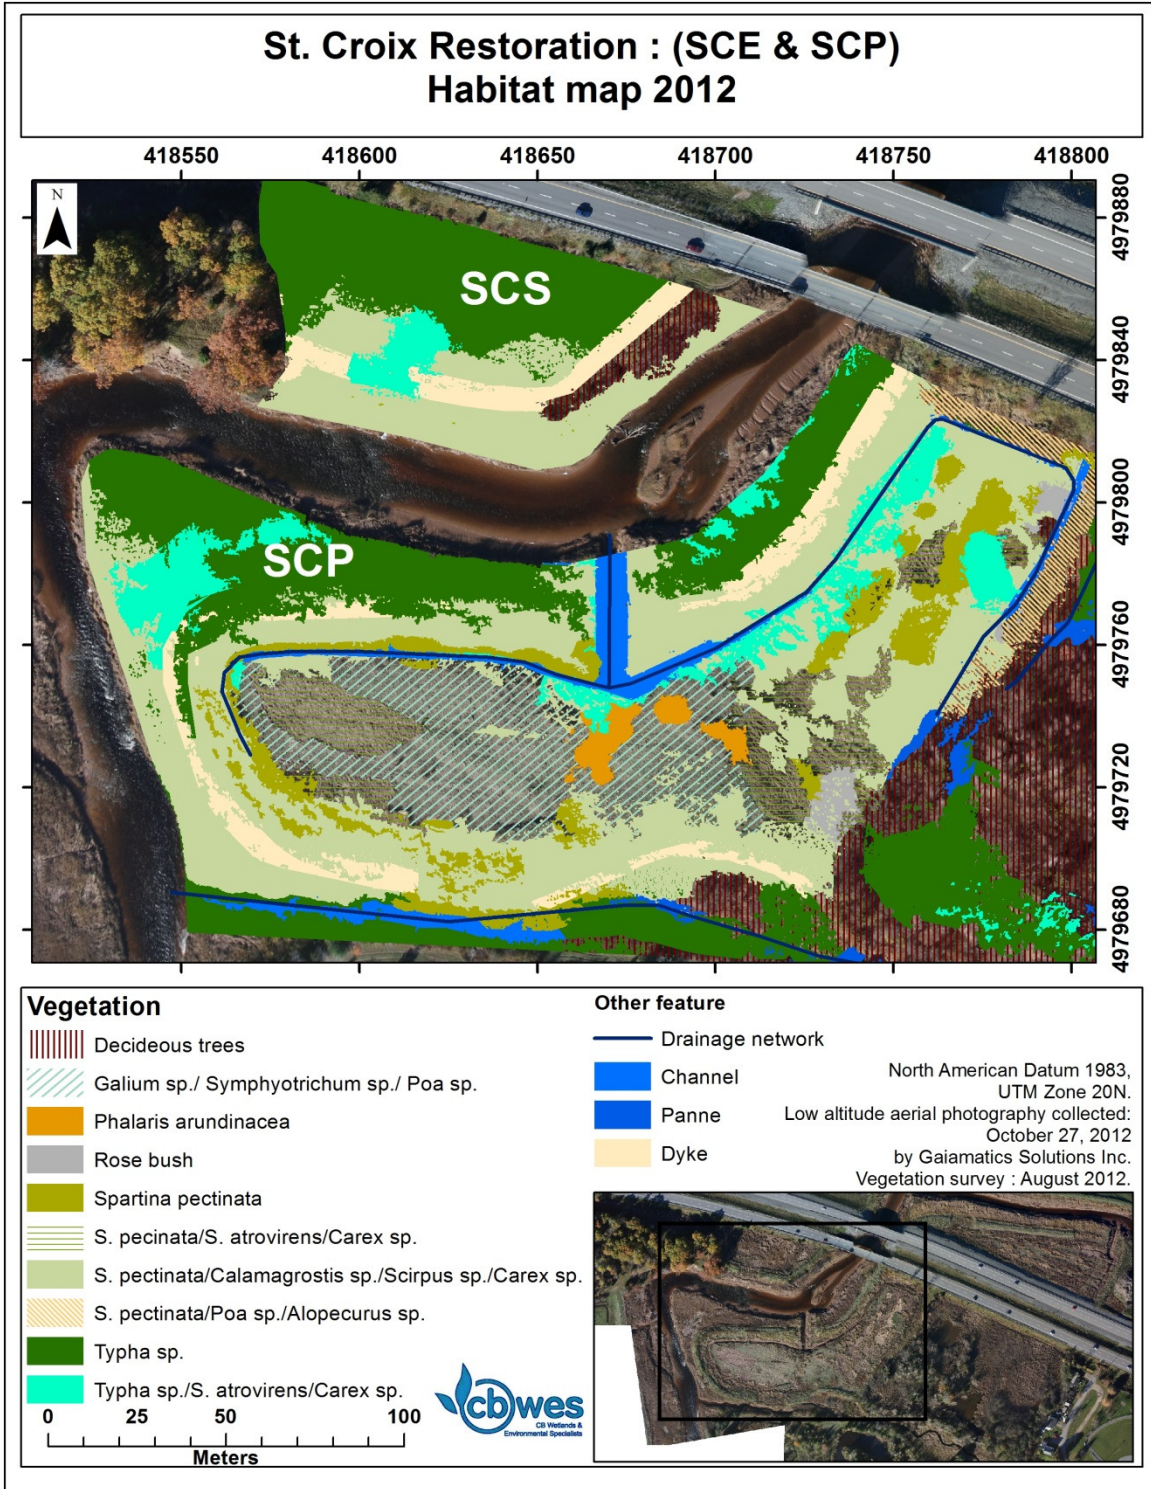 St. Croix Restoration : (SCE & SCP)
Habitat map 2012
418550 418600 418650 418700 418750 418800
N
4979880
SCS
4979840
4979800
SCP
4979760
4979720
4979680
Vegetation
Decideous trees
Galium sp./ Symphyotrichum sp./ Poa sp.
Phalaris arundinacea
Rose bush
Spartina pectinata
S. pecinata/S. atrovirens/Carex sp.
S. pectinata/Calamagrostis sp./Scirpus sp./Carex sp.
S. pectinata/Poa sp./Alopecurus sp.
Typha sp.
Typha sp./S. atrovirens/Carex sp.
0 25 50 100
Meters
cbwes
CB Wetlands &
Environmental Specialists
Other feature
Drainage network
Channel
Panne
Dyke
North American Datum 1983,
UTM Zone 20N.
Low altitude aerial photography collected:
October 27, 2012
by Gaiamatics Solutions Inc.
Vegetation survey : August 2012.